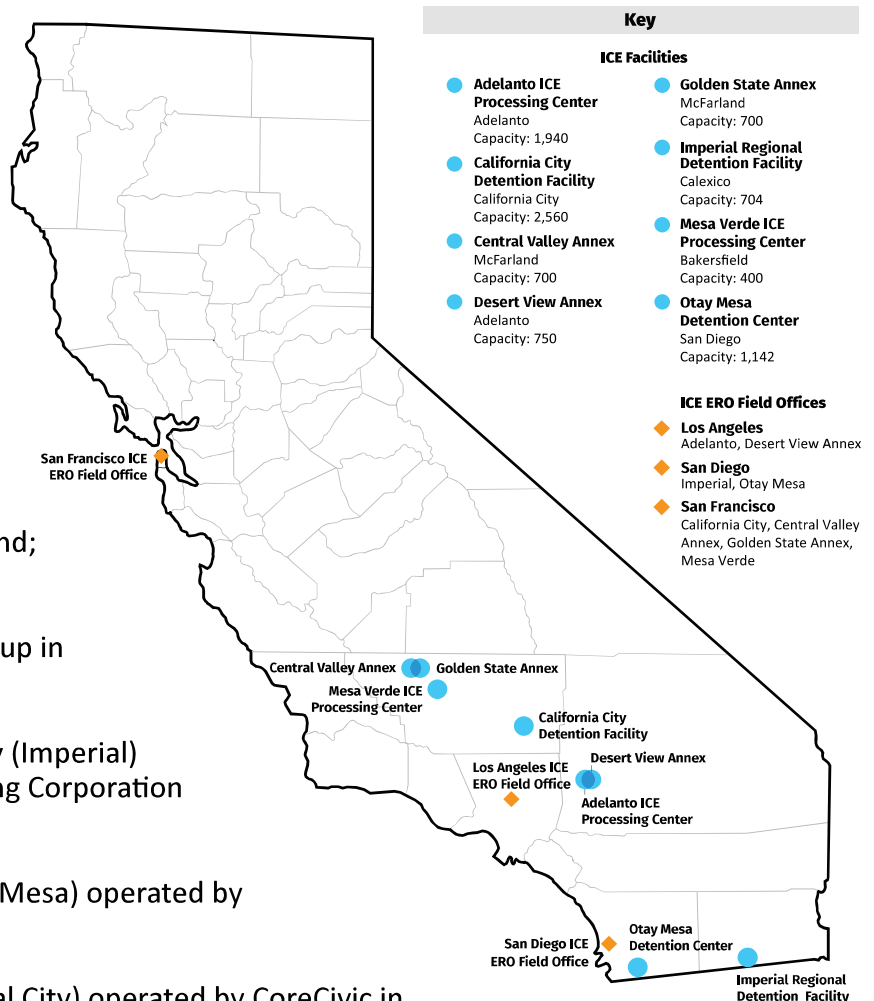 Key
ICE Facilities
Adelanto ICE
Processing Center
Adelanto
Capacity: 1,940
California City
Detention Facility
California City
Capacity: 2,560
Central Valley Annex
McFarland
Capacity: 700
Desert View Annex
Adelanto
Capacity: 750
Golden State Annex
McFarland
Capacity: 700
Imperial Regional
Detention Facility
Calexico
Capacity: 704
Mesa Verde ICE
Processing Center
Bakersfield
Capacity: 400
Otay Mesa
Detention Center
San Diego
Capacity: 1,142
ICE ERO Field Offices
Los Angeles
Adelanto, Desert View Annex
San Diego
Imperial, Otay Mesa
San Francisco
California City, Central Valley
Annex, Golden State Annex,
Mesa Verde
San Francisco ICE
ERO Field Office
nd;
up in
y (Imperial)
ng Corporation
Mesa) operated by
al City) operated by CoreCivic in
Central Valley Annex
Golden State Annex
Mesa Verde ICE
Processing Center
California City
Detention Facility
Desert View Annex
Los Angeles ICE
ERO Field Office
Adelanto ICE
Processing Center
San Diego ICE
ERO Field Office
Otay Mesa
Detention Center
Imperial Regional
Detention Facility